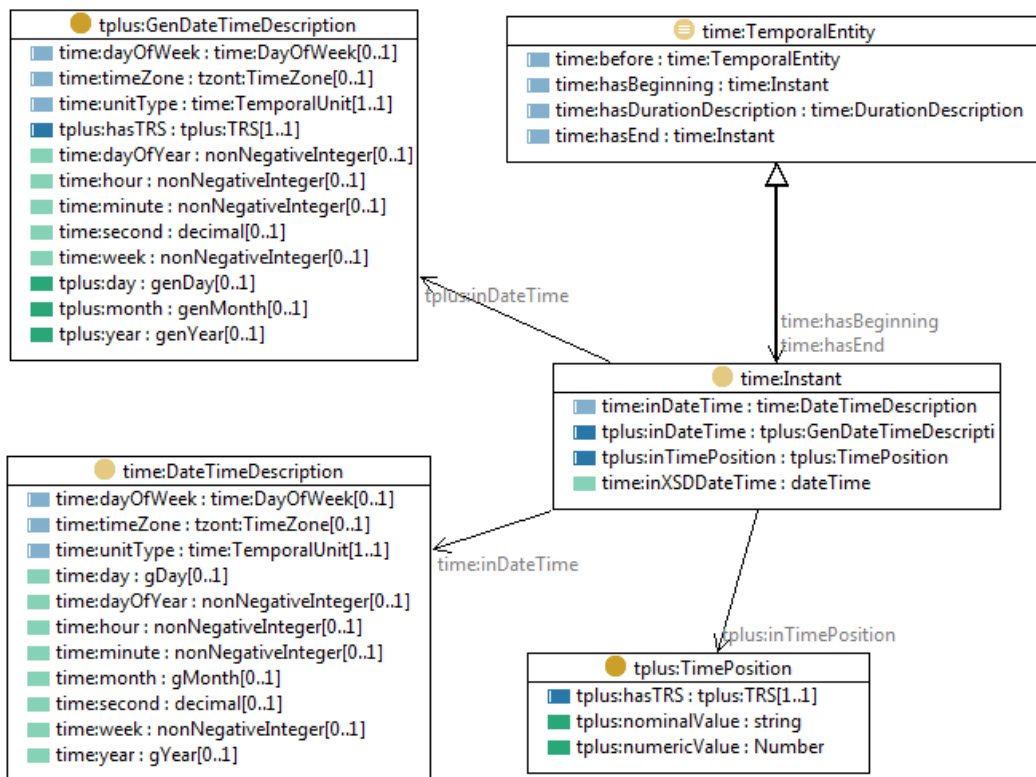 tplus:GenDateTimeDescription
time:dayOfWeek : time:DayOfWeek[0..1]
time:timeZone : tzont:TimeZone[0..1]
time:unitType : time:TemporalUnit[1..1]
tplus:hasTRS : tplus:TRS[1..1]
time:dayOfYear : nonNegativeInteger[0..1]
time:hour : nonNegativeInteger[0..1]
time:minute : nonNegativeInteger[0..1]
time:second : decimal[0..1]
time:week : nonNegativeInteger[0..1]
tplus:day : genDay[0..1]
tplus:month : genMonth[0..1]
tplus:year : genYear[0..1]
time:TemporalEntity
time:before : time:TemporalEntity
time:hasBeginning : time:Instant
time:hasDurationDescription : time:DurationDescription
time:hasEnd : time:Instant
tplus:inDateTime
time:hasBeginning
time:hasEnd
time:Instant
time:inDateTime : time:DateTimeDescription
tplus:inDateTime : tplus:GenDateTimeDescripti
tplus:inTimePosition : tplus:TimePosition
time:inXSDDateTime : dateTime
time:DateTimeDescription
time:dayOfWeek : time:DayOfWeek[0..1]
time:timeZone : tzont:TimeZone[0..1]
time:unitType : time:TemporalUnit[1..1]
time:day : gDay[0..1]
time:dayOfYear : nonNegativeInteger[0..1]
time:hour : nonNegativeInteger[0..1]
time:minute : nonNegativeInteger[0..1]
time:month : gMonth[0..1]
time:second : decimal[0..1]
time:week : nonNegativeInteger[0..1]
time:year : gYear[0..1]
time:inDateTime
tplus:inTimePosition
tplus:TimePosition
tplus:hasTRS : tplus:TRS[1..1]
tplus:nominalValue : string
tplus:numericValue : Number